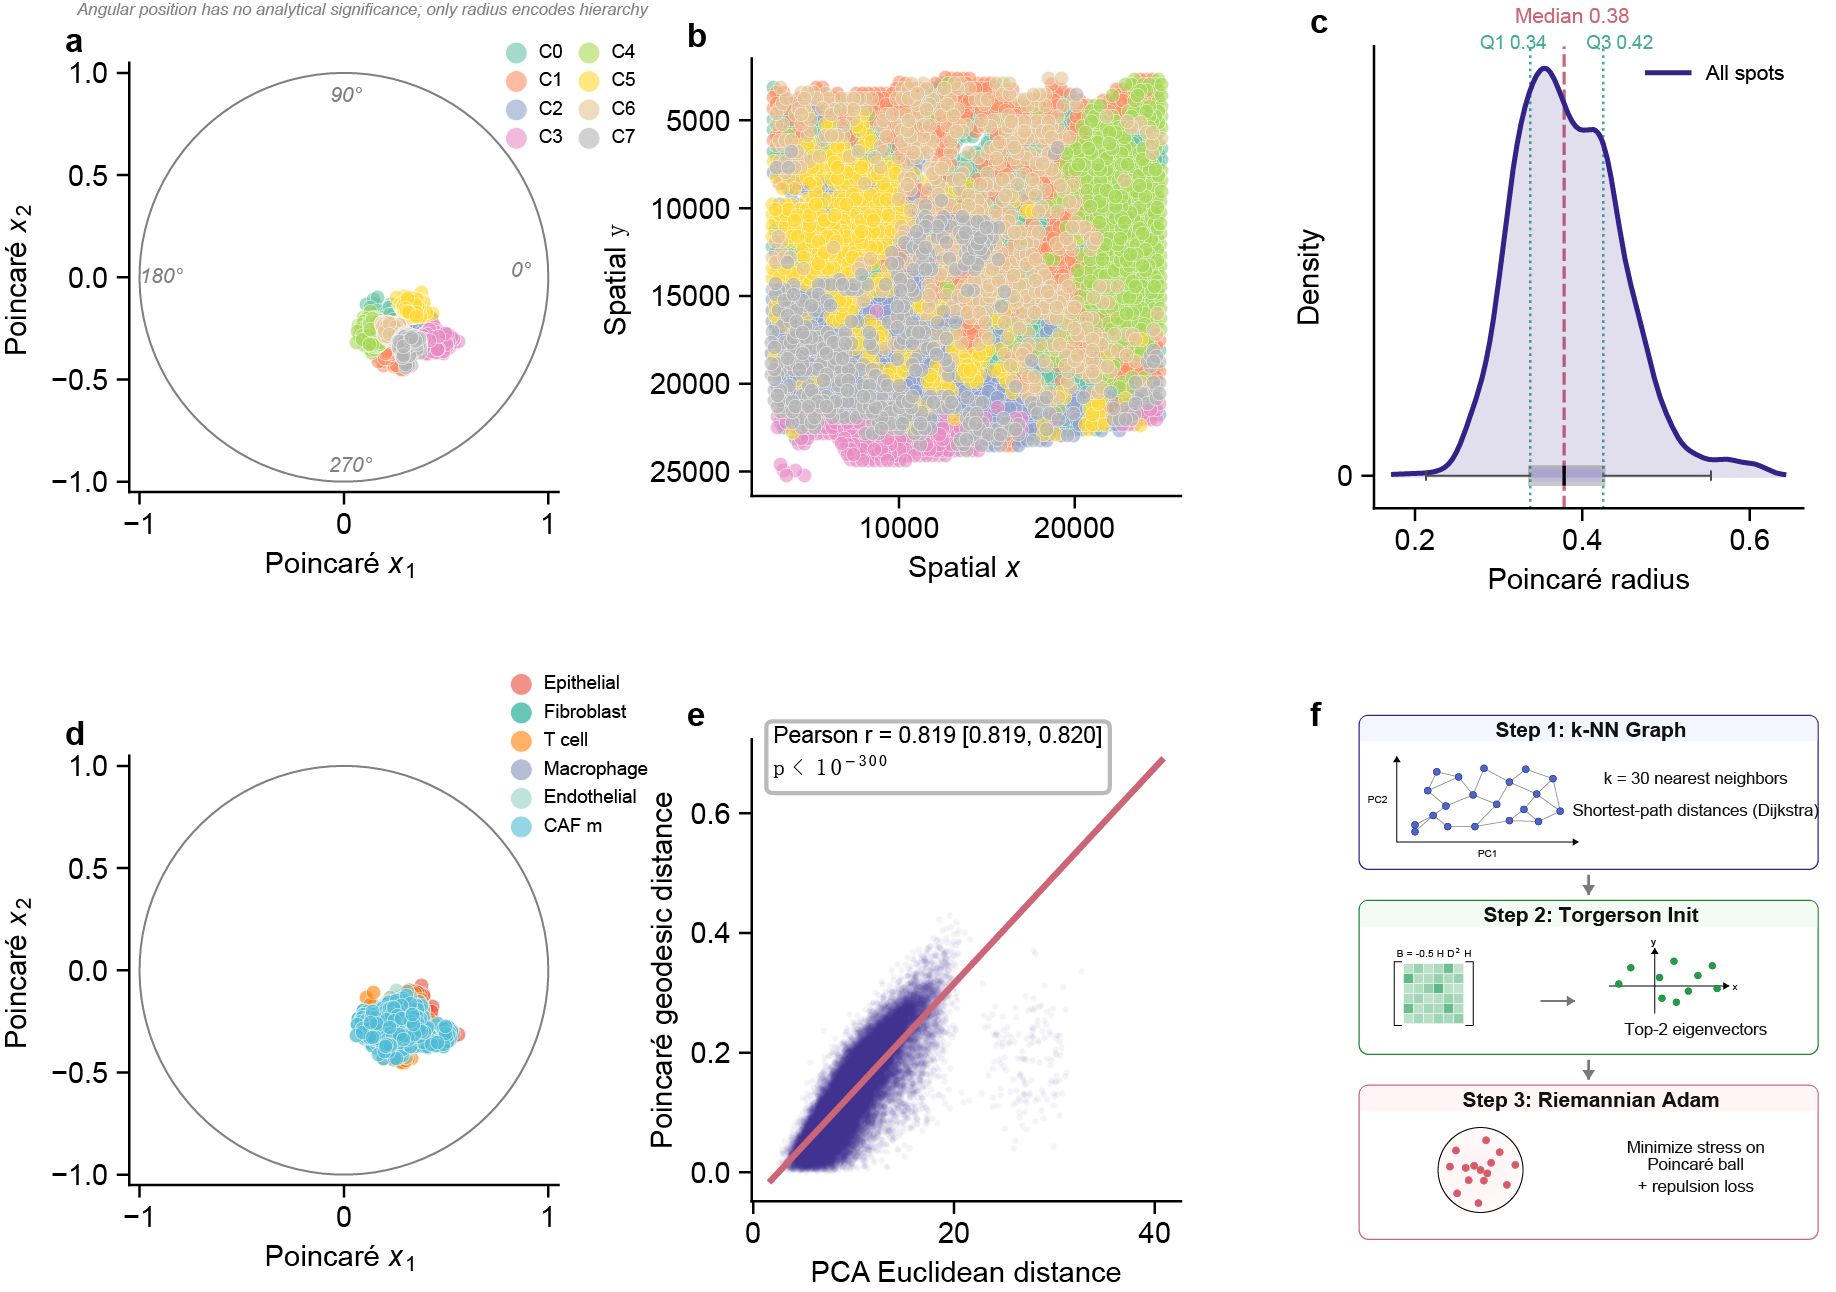 Angular position has no analytical significance; only radius encodes hierarchy
a
C0
C1
C2
C3
C4
C5
C6
C7
1.0
0.5
0.0
−0.5
−1.0
90°
180°
0°
270°
−1
0
1
Poincaré x₂
Poincaré x₁
b
5000
10000
15000
20000
25000
Spatial y
10000
20000
Spatial x
c
Median 0.38
Q1 0.34
Q3 0.42
All spots
Density
0
0.2
0.4
0.6
Poincaré radius
d
Epithelial
Fibroblast
T cell
Macrophage
Endothelial
CAF m
1.0
0.5
0.0
−0.5
−1.0
−1
0
1
Poincaré x₂
Poincaré x₁
e
Pearson r = 0.819 [0.819, 0.820]
p < 10⁻³⁰⁰
0.6
0.4
0.2
0.0
Poincaré geodesic distance
0
20
40
PCA Euclidean distance
f
Step 1: k-NN Graph
PC2
PC1
k = 30 nearest neighbors
Shortest-path distances (Dijkstra)
Step 2: Torgerson Init
B = -0.5 H D² H
y
x
Top-2 eigenvectors
Step 3: Riemannian Adam
Minimize stress on
Poincaré ball
+ repulsion loss